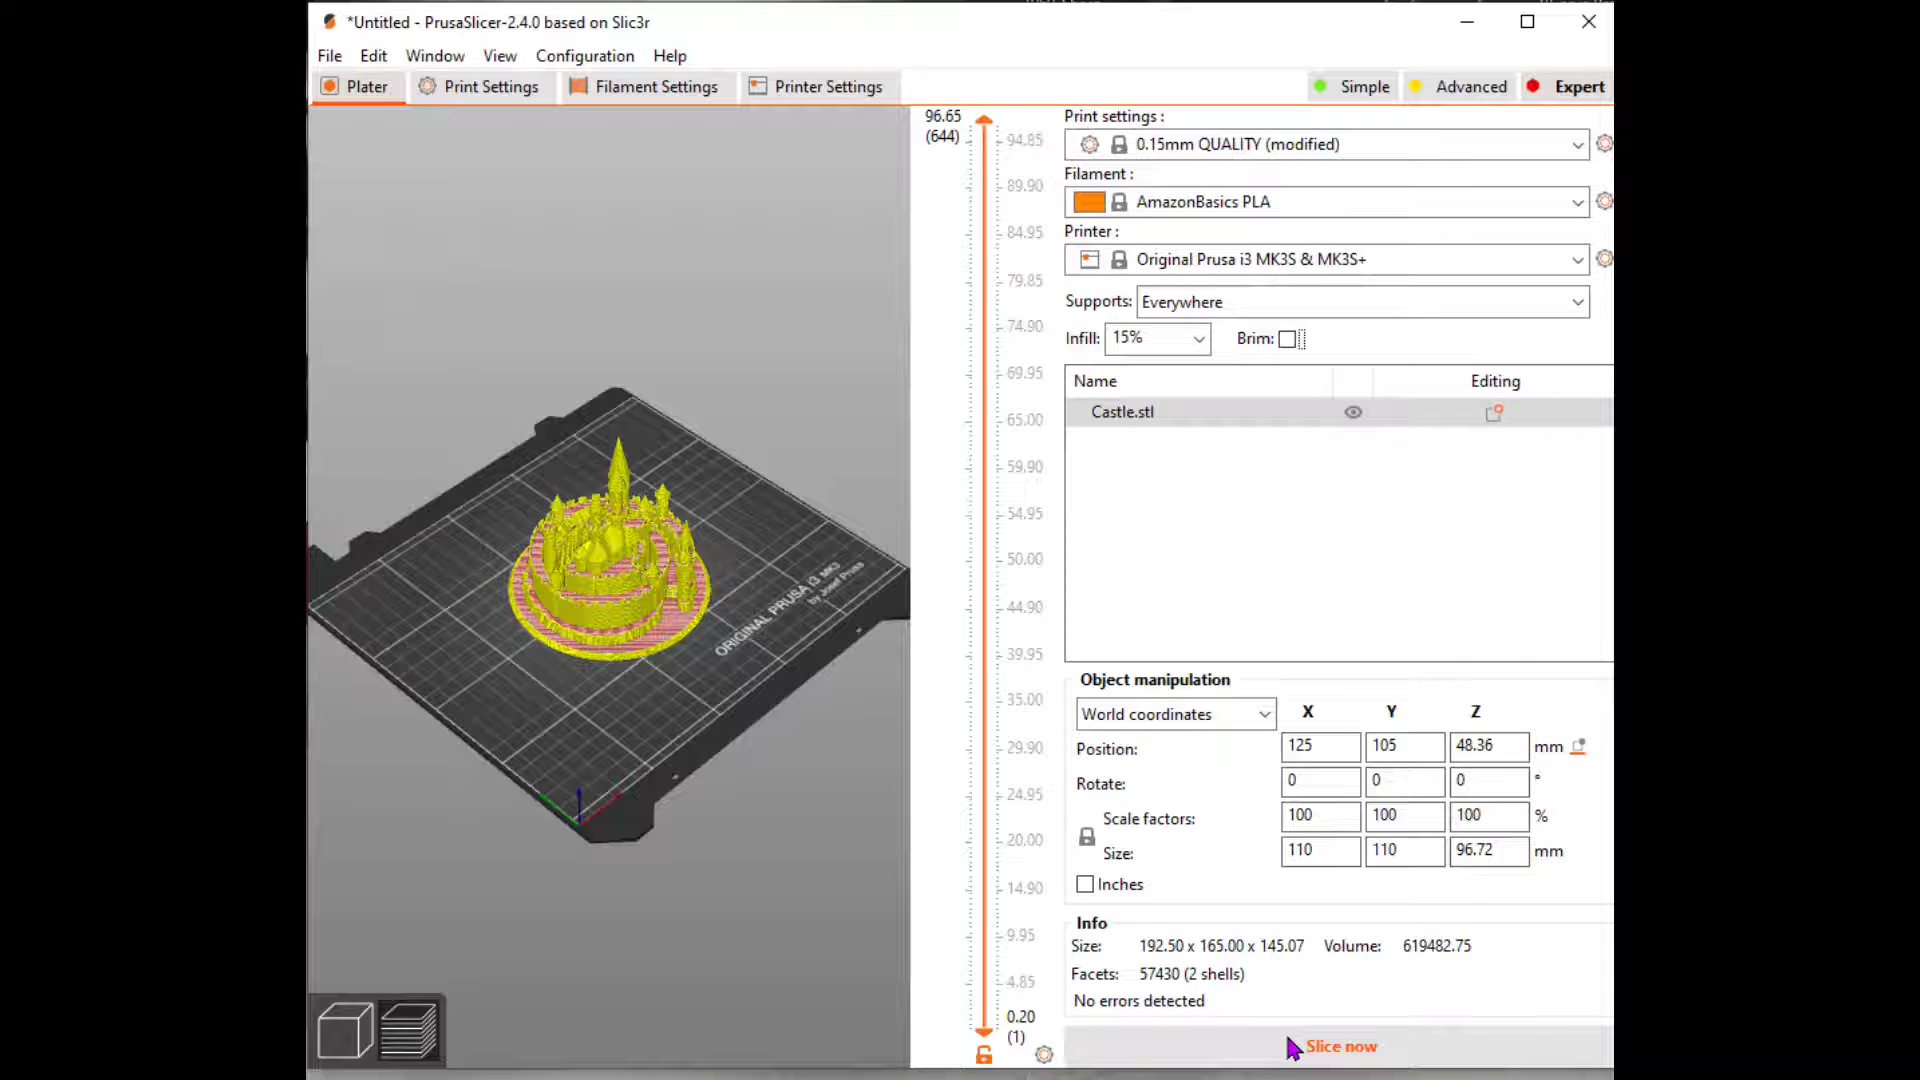 *Untitled - PrusaSlicer-2.4.0 based on Slic3r
File Edit Window View Configuration Help
Plater Print Settings Filament Settings Printer Settings Simple Advanced Expert
96.65
(644)
94.85
89.90
84.95
79.85
74.90
69.95
65.00
59.90
54.95
50.00
44.90
39.95
35.00
29.90
24.95
20.00
14.90
9.95
4.85
0.20
(1)
ORIGINAL PRUSA i3 MK3
by Josef Prusa
Print settings :
0.15mm QUALITY (modified)
Filament :
AmazonBasics PLA
Printer :
Original Prusa i3 MK3S & MK3S+
Supports: Everywhere
Infill: 15% Brim:
Name Editing
Castle.stl
Object manipulation
World coordinates X Y Z
Position: 125 105 48.36 mm
Rotate: 0 0 0 °
Scale factors: 100 100 100 %
Size: 110 110 96.72 mm
Inches
Info
Size: 192.50 x 165.00 x 145.07 Volume: 619482.75
Facets: 57430 (2 shells)
No errors detected
Slice now